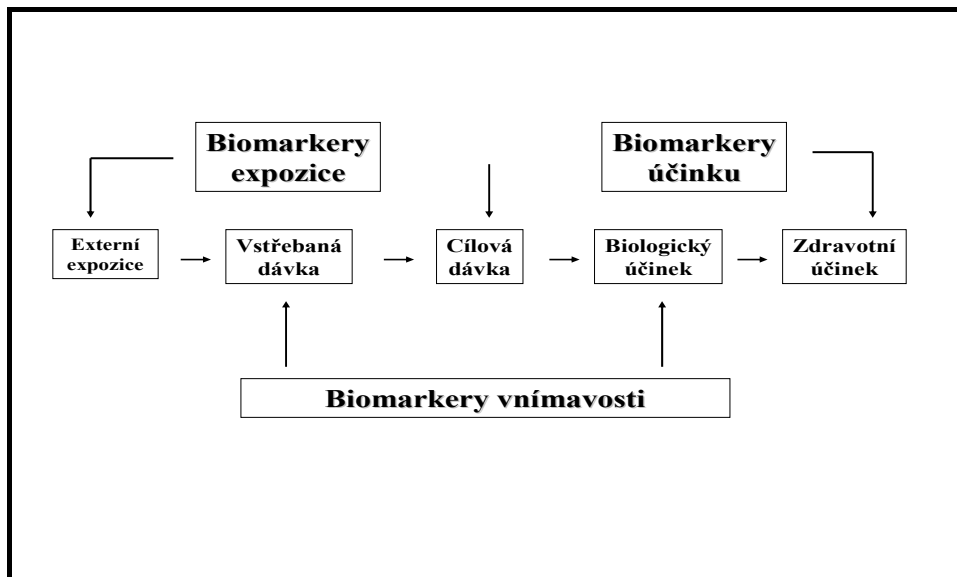 Biomarkery
expozice
Biomarkery
účinku
Externí
expozice
Vstřebaná
dávka
Cílová
dávka
Biologický
účinek
Zdravotní
účinek
Biomarkery vnímavosti